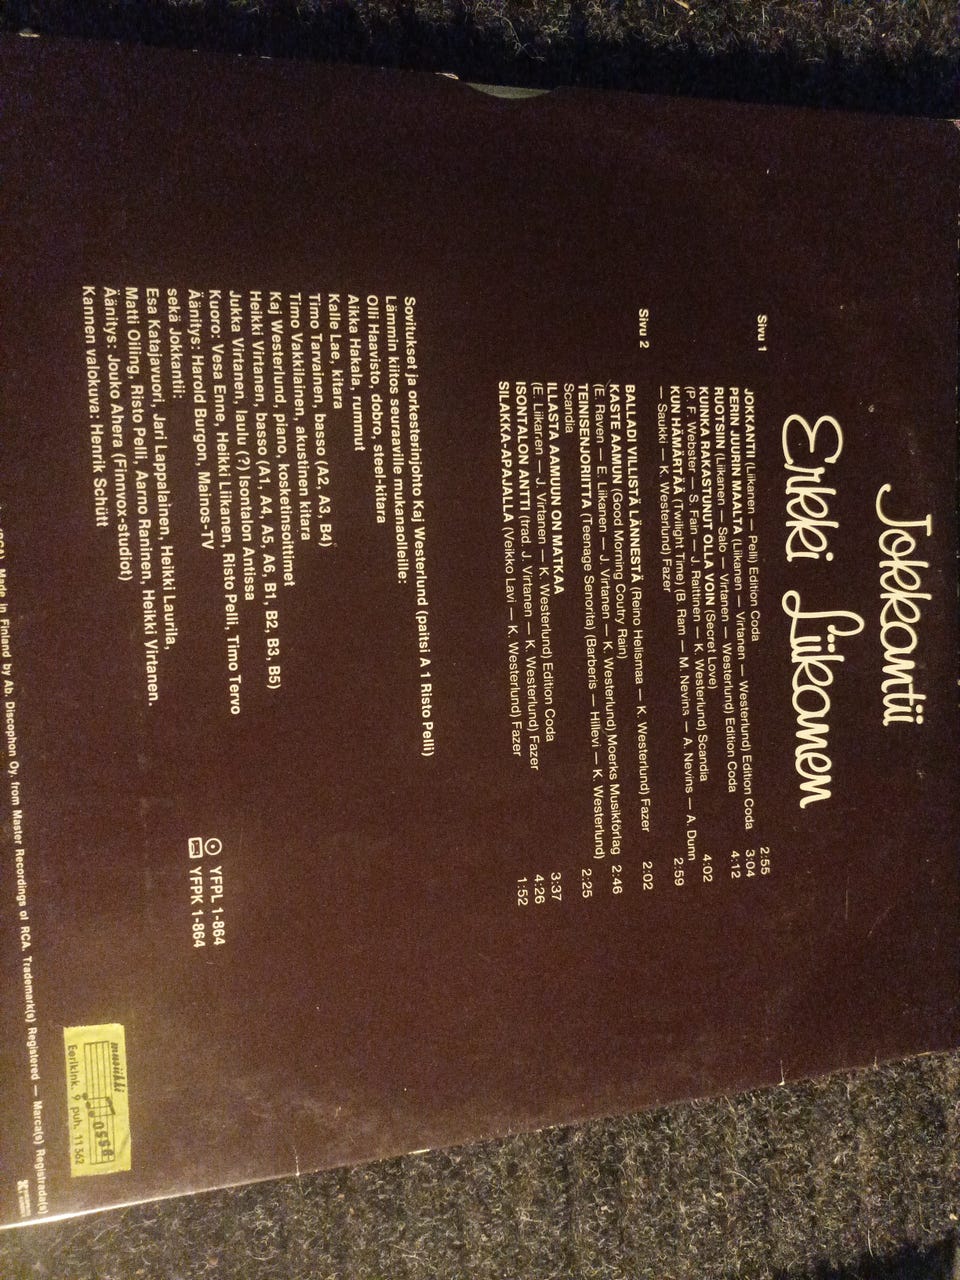 Jokkantii
Erkki Liikanen
Sivu 1
JOKKANTII (Liikanen — Pelli) Edition Coda 2:55
PERIN JUURIN MAALTA (Liikanen — Virtanen — Westerlund) Edition Coda 3:04
RUOTSIIN (Liikanen — Salo — Virtanen — Westerlund) Edition Coda 4:12
KUINKA RAKASTUNUT OLLA VOIN (Secret Love)
(P. F. Webster — S. Fain — J. Raittinen — K. Westerlund) Scandia 4:02
KUN HÄMÄRTÄÄ (Twilight Time) (B. Ram — M. Nevins — A. Nevins — A. Dunn
— Saukki — K. Westerlund) Fazer 2:59
Sivu 2
BALLADI VILLISTÄ LÄNNESTÄ (Reino Helismaa — K. Westerlund) Fazer 2:02
KASTE AAMUN (Good Morning Coutry Rain)
(E. Raven — E. Liikanen — J. Virtanen — K. Westerlund) Moerks Musikförlag 2:46
TEINISENJORIITTA (Teenage Senorita) (Barberis — Hillevi — K. Westerlund)
Scandia 2:25
ILLASTA AAMUUN ON MATKAA
(E. Liikanen — J. Virtanen — K. Westerlund) Edition Coda 3:37
ISONTALON ANTTI (trad. J. Virtanen — K. Westerlund) Fazer 4:26
SILAKKA-APAJALLA (Veikko Lavi — K. Westerlund) Fazer 1:52
Sovitukset ja orkesterinjohto Kaj Westerlund (paitsi A 1 Risto Pelli)
Lämmin kiitos seuraaville mukanaolleille:
Olli Haavisto, dobro, steel-kitara
Aikka Hakala, rummut
Kalle Lae, kitara
Timo Tarvainen, basso (A2, A3, B4)
Timo Vakkilainen, akustinen kitara
Kaj Westerlund, piano, kosketinsoittimet
Heikki Virtanen, basso (A1, A4, A5, A6, B1, B2, B3, B5)
Jukka Virtanen, laulu (?) Isontalon Antissa
Kuoro: Vesa Enne, Heikki Liikanen, Risto Pelli, Timo Tervo
Äänitys: Harold Burgon, Mainos-TV
sekä Jokkantii:
Esa Katajavuori, Jari Lappalainen, Heikki Laurila,
Matti Oiling, Risto Pelli, Aarno Raninen, Heikki Virtanen.
Äänitys: Jouko Ahera (Finnvox-studiot)
Kannen valokuva: Henrik Schütt
YFPL 1-864
YFPK 1-864
Made in Finland by Ab. Discophon Oy. from Master Recordings of RCA. Trademark(s) Registered — Marca(s) Registrada(s)
musiikki
Eerikink. 9 puh. 11 362